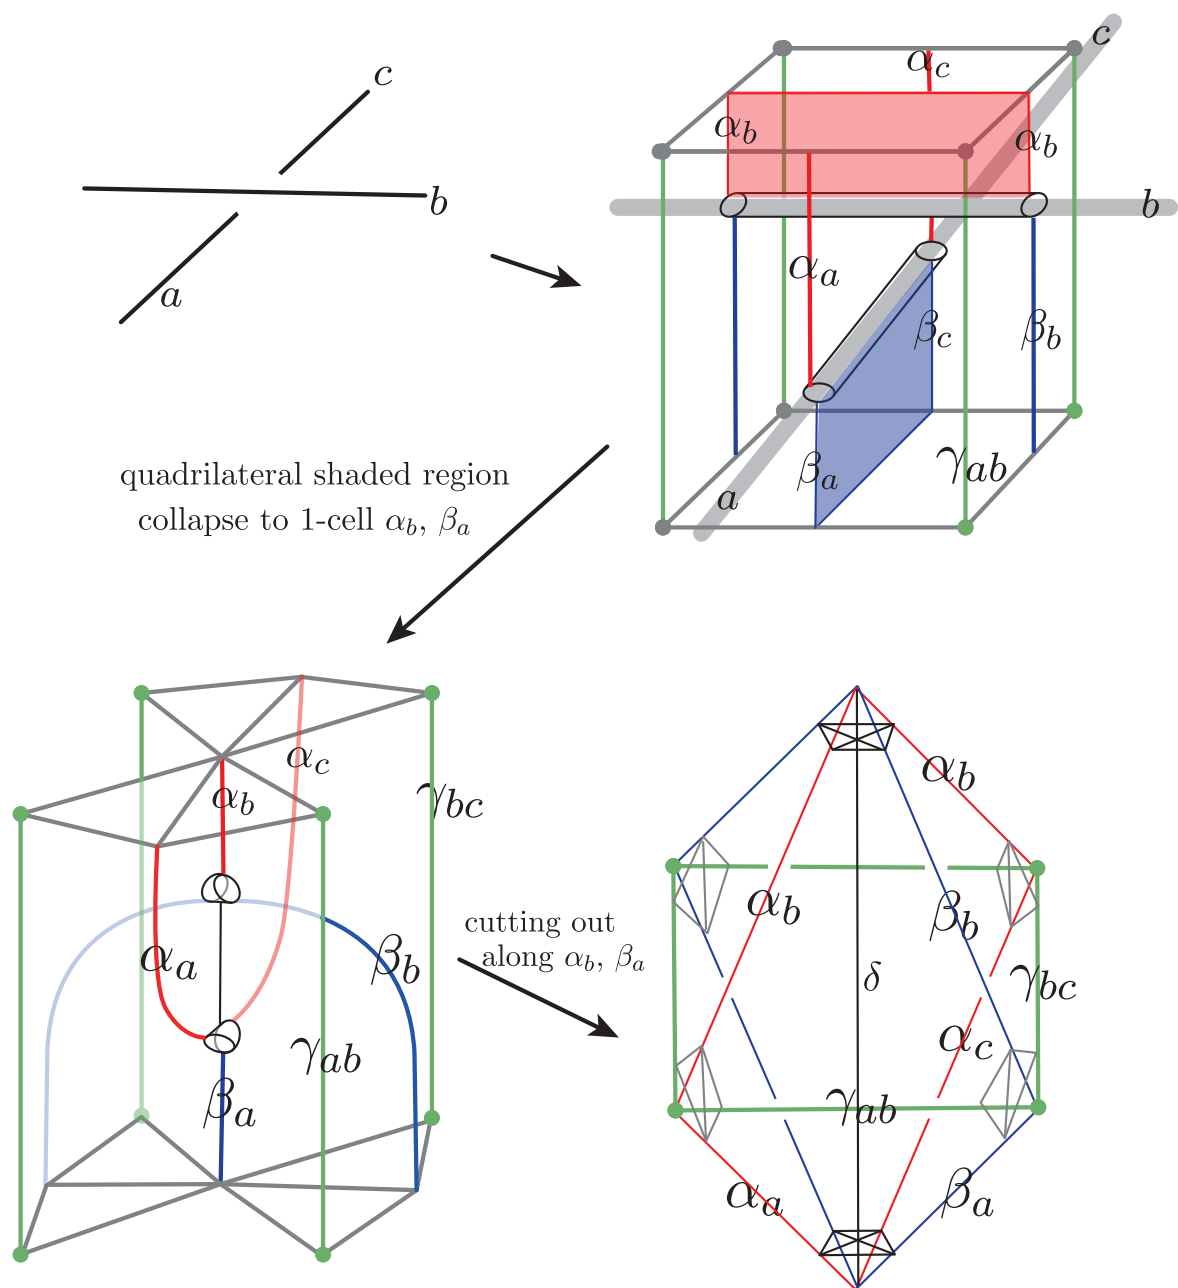 c
b
a
α_c
c
α_b
α_b
b
α_a
β_c
β_b
β_a
γ_ab
a
quadrilateral shaded region
collapse to 1-cell α_b, β_a
α_c
α_b
γ_bc
α_a
β_b
γ_ab
β_a
cutting out
along α_b, β_a
α_b
α_b
β_b
δ
γ_bc
α_c
γ_ab
α_a
β_a